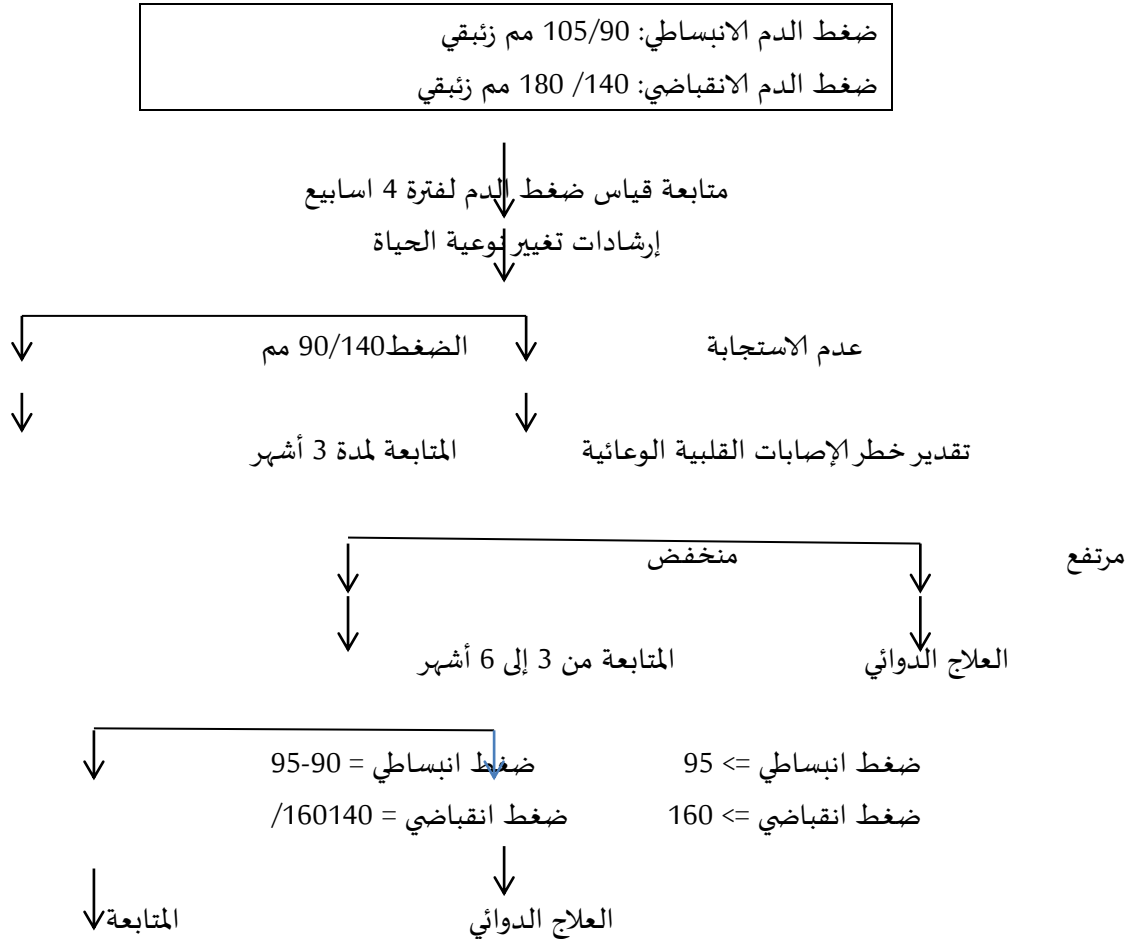 ضغط الدم الانبساطي: 105/90 مم زئبقي
ضغط الدم الانقباضي: 140/ 180 مم زئبقي
متابعة قياس ضغط الدم لفترة 4 اسابيع
إرشادات تغيير نوعية الحياة
عدم الاستجابة الضغط90/140 مم
تقدير خطر الإصابات القلبية الوعائية المتابعة لمدة 3 أشهر
مرتفع منخفض
العلاج الدوائي المتابعة من 3 إلى 6 أشهر
ضغط انبساطي => 95 ضغط انبساطي = 90-95
ضغط انقباضي => 160 ضغط انقباضي = 160140/
العلاج الدوائي المتابعة